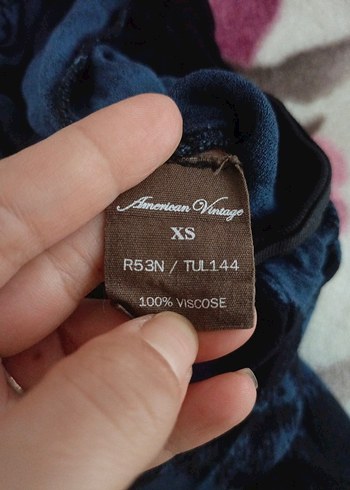 American Vintage
XS
R53N / TUL144
100% VISCOSE